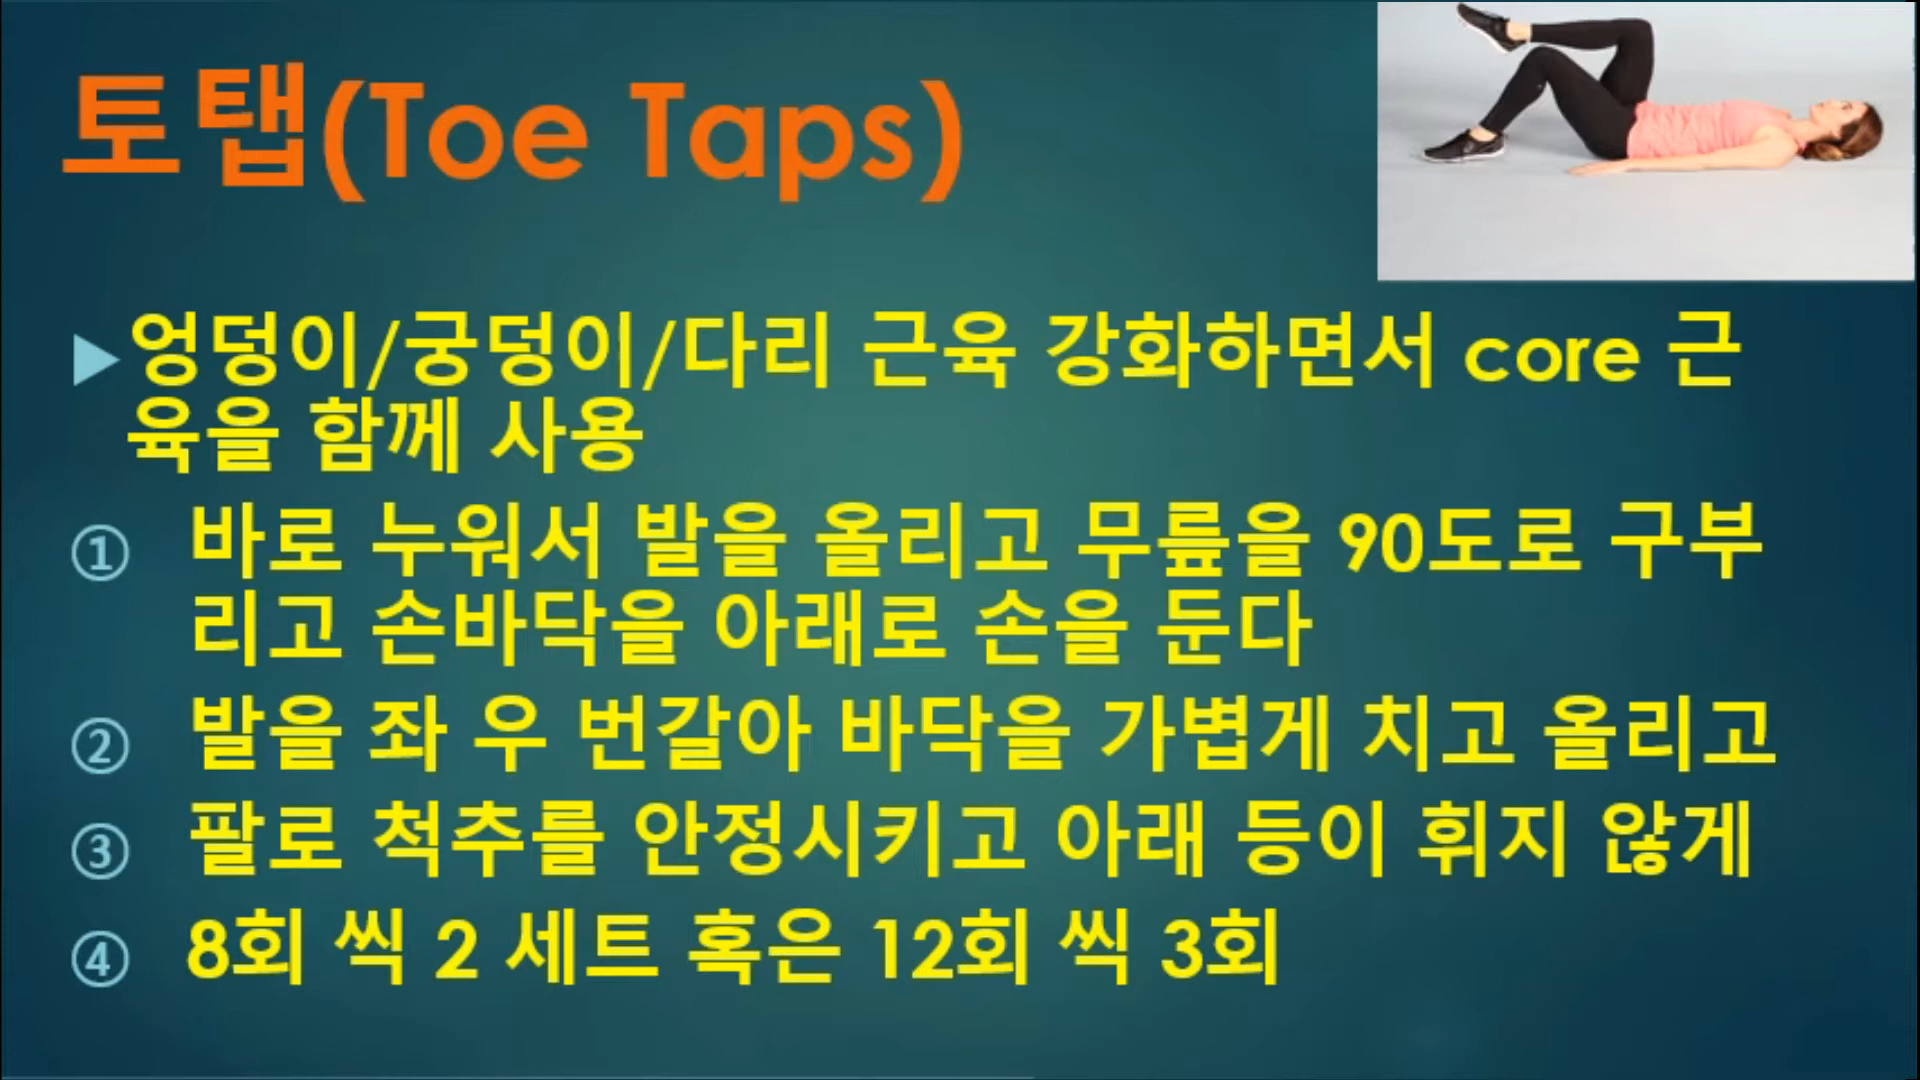 토탭(Toe Taps)
▶엉덩이/궁덩이/다리 근육 강화하면서 core 근
육을 함께 사용
① 바로 누워서 발을 올리고 무릎을 90도로 구부
리고 손바닥을 아래로 손을 둔다
② 발을 좌 우 번갈아 바닥을 가볍게 치고 올리고
③ 팔로 척추를 안정시키고 아래 등이 휘지 않게
④ 8회 씩 2 세트 혹은 12회 씩 3회